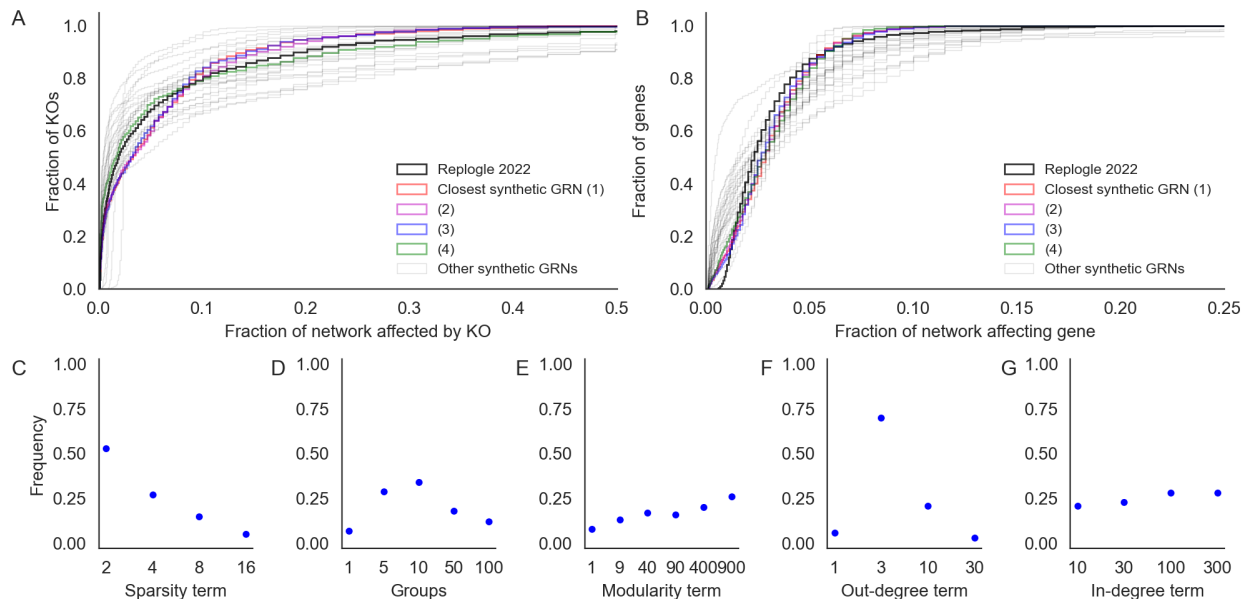 A
1.0
0.8
0.6
0.4
0.2
0.0
Fraction of KOs
Replogle 2022
Closest synthetic GRN (1)
(2)
(3)
(4)
Other synthetic GRNs
0.0 0.1 0.2 0.3 0.4 0.5
Fraction of network affected by KO
B
1.0
0.8
0.6
0.4
0.2
0.0
Fraction of genes
Replogle 2022
Closest synthetic GRN (1)
(2)
(3)
(4)
Other synthetic GRNs
0.00 0.05 0.10 0.15 0.20 0.25
Fraction of network affecting gene
C
1.00
0.75
0.50
0.25
0.00
Frequency
2 4 8 16
Sparsity term
D
1.00
0.75
0.50
0.25
0.00
1 5 10 50 100
Groups
E
1.00
0.75
0.50
0.25
0.00
1 9 40 90 400 900
Modularity term
F
1.00
0.75
0.50
0.25
0.00
1 3 10 30
Out-degree term
G
1.00
0.75
0.50
0.25
0.00
10 30 100 300
In-degree term